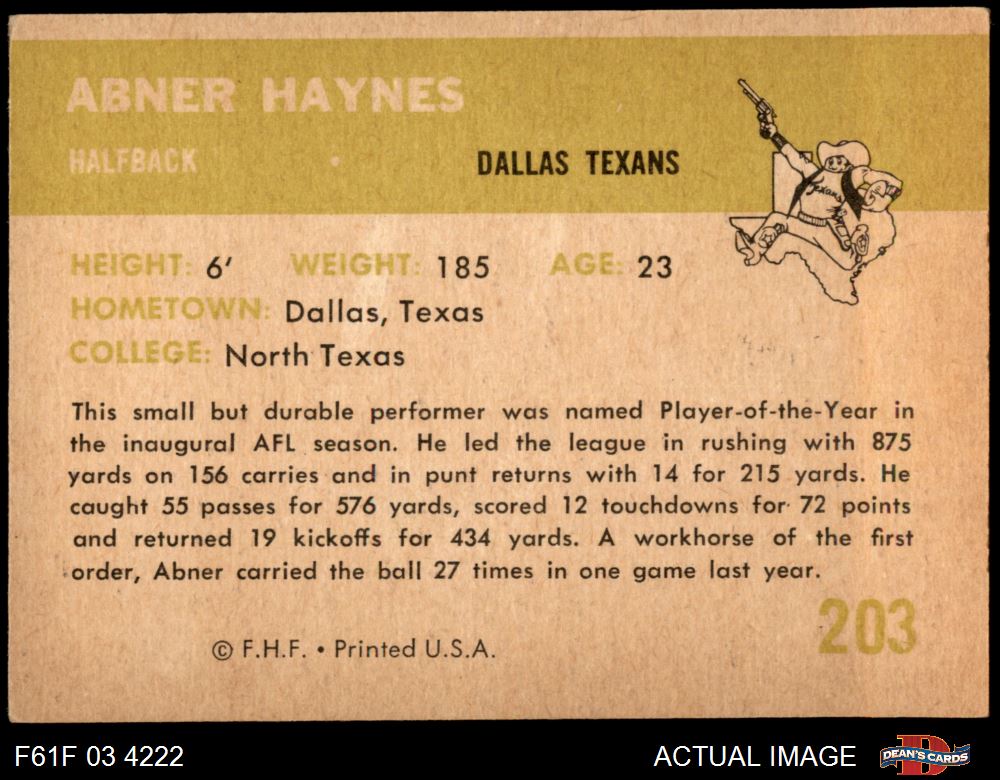 ABNER HAYNES
HALFBACK • DALLAS TEXANS
Texans
HEIGHT: 6' WEIGHT: 185 AGE: 23
HOMETOWN: Dallas, Texas
COLLEGE: North Texas
This small but durable performer was named Player-of-the-Year in
the inaugural AFL season. He led the league in rushing with 875
yards on 156 carries and in punt returns with 14 for 215 yards. He
caught 55 passes for 576 yards, scored 12 touchdowns for 72 points
and returned 19 kickoffs for 434 yards. A workhorse of the first
order, Abner carried the ball 27 times in one game last year.
203
© F.H.F. • Printed U.S.A.
F61F 03 4222
ACTUAL IMAGE
D
DEAN'S CARDS